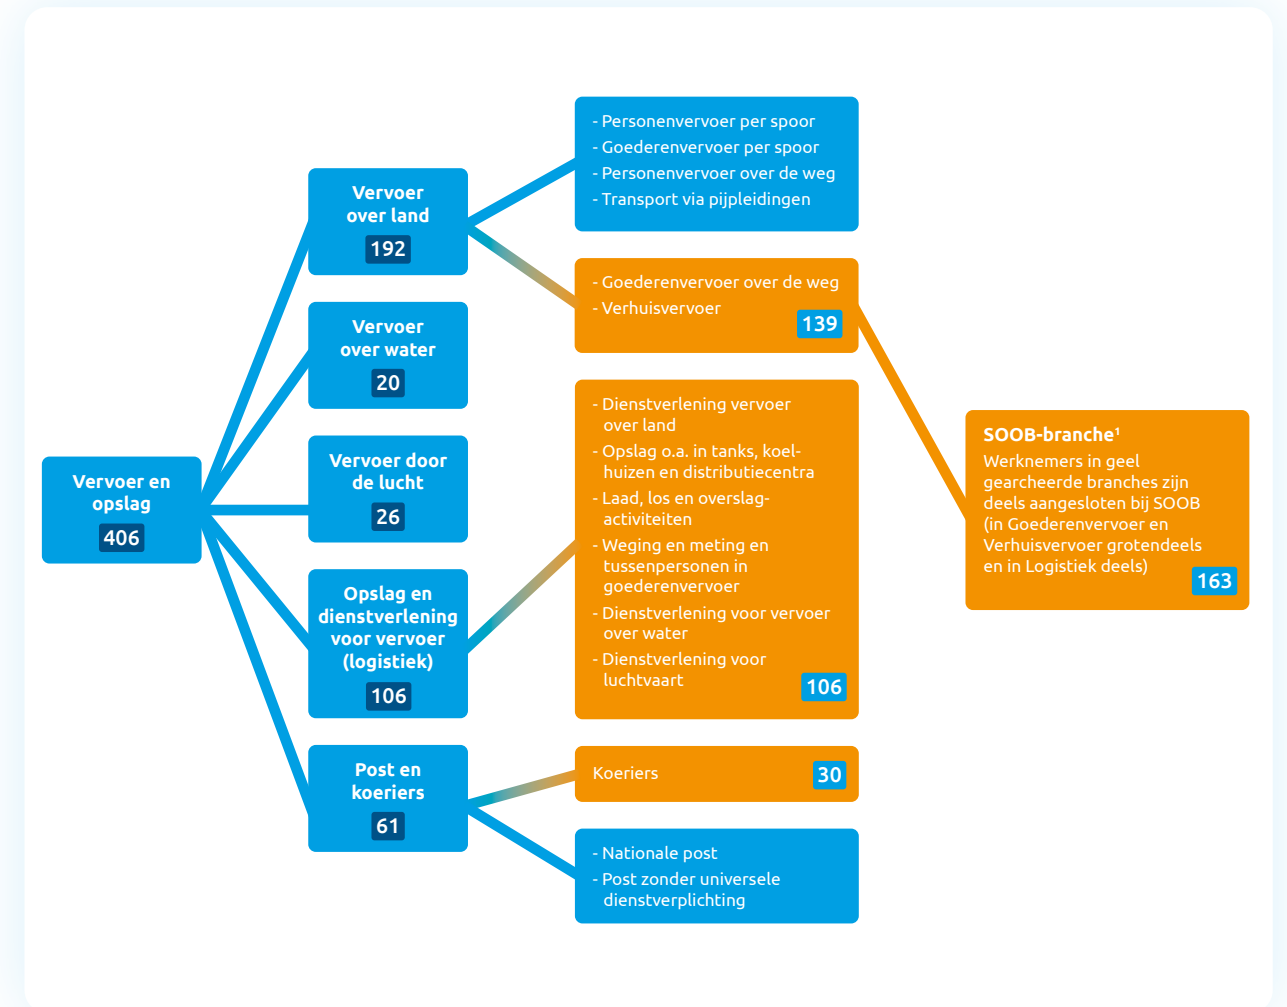 Vervoer en
opslag
406
Vervoer
over land
192
Vervoer
over water
20
Vervoer door
de lucht
26
Opslag en
dienstverlening
voor vervoer
(logistiek)
106
Post en
koeriers
61
- Personenvervoer per spoor
- Goederenvervoer per spoor
- Personenvervoer over de weg
- Transport via pijpleidingen
- Goederenvervoer over de weg
- Verhuisvervoer
139
- Dienstverlening vervoer
over land
- Opslag o.a. in tanks, koel-
huizen en distributiecentra
- Laad, los en overslag-
activiteiten
- Weging en meting en
tussenpersonen in
goederenvervoer
- Dienstverlening voor vervoer
over water
- Dienstverlening voor
luchtvaart
106
Koeriers
30
- Nationale post
- Post zonder universele
dienstverplichting
SOOB-branche¹
Werknemers in geel
gearcheerde branches zijn
deels aangesloten bij SOOB
(in Goederenvervoer en
Verhuisvervoer grotendeels
en in Logistiek deels)
163